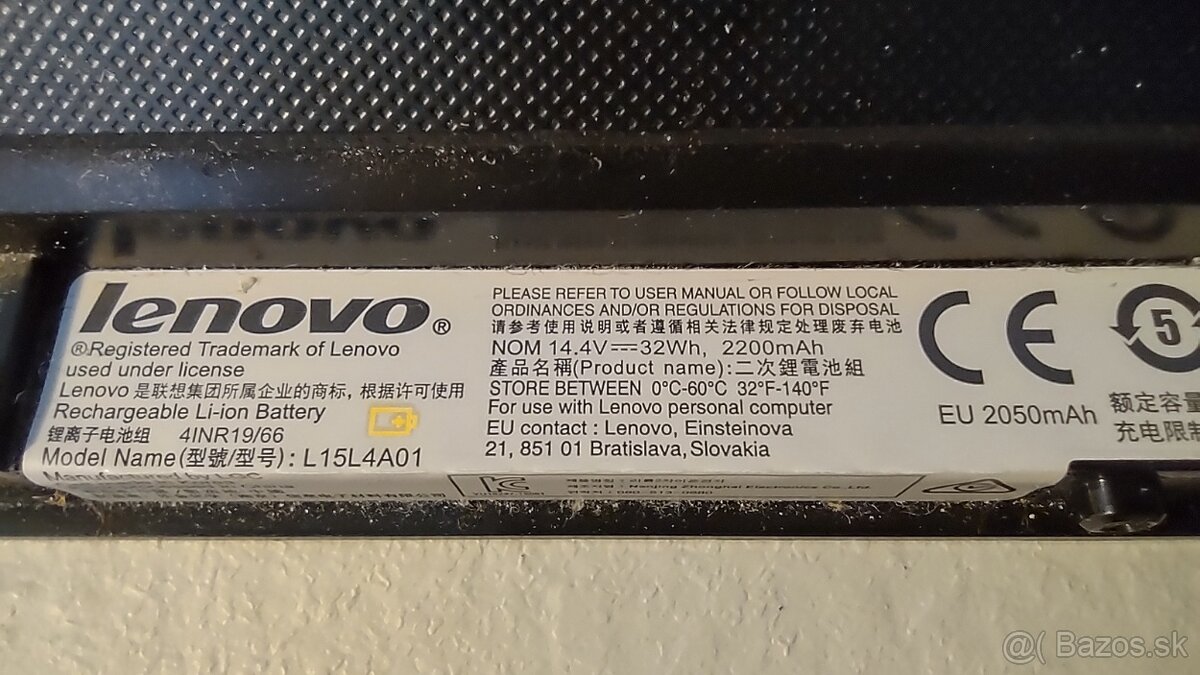 lenovo®
®Registered Trademark of Lenovo
used under license
Lenovo 是联想集团所属企业的商标, 根据许可使用
Rechargeable Li-ion Battery
锂离子电池组 4INR19/66
Model Name(型號/型号): L15L4A01
Manufactured by LGC
PLEASE REFER TO USER MANUAL OR FOLLOW LOCAL
ORDINANCES AND/OR REGULATIONS FOR DISPOSAL
请参考使用说明或者遵循相关法律规定处理废弃电池
NOM 14.4V⎓32Wh, 2200mAh
產品名稱(Product name):二次鋰電池組
STORE BETWEEN 0°C-60°C 32°F-140°F
For use with Lenovo personal computer
EU contact : Lenovo, Einsteinova
21, 851 01 Bratislava, Slovakia
CE
EU 2050mAh
5
额定容量
充电限制
@( Bazos.sk